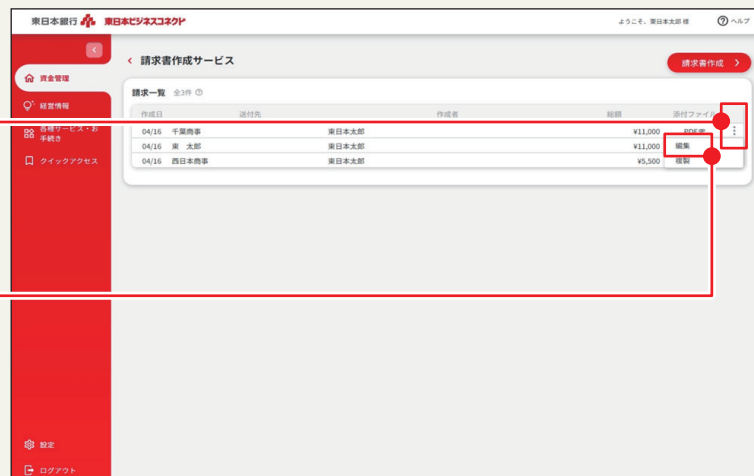 東日本銀行 東日本ビジネスコネクト
ようこそ、東日本太郎 様
ヘルプ
資金管理
経営情報
各種サービス・お
手続き
クイックアクセス
設定
ログアウト
請求書作成サービス
請求書作成
請求一覧 全3件
作成日 送付先 作成者 総額 添付ファイル
04/16 千葉商事 東日本太郎 ¥11,000
04/16 東 太郎 東日本太郎 ¥11,000 編集
04/16 西日本商事 東日本太郎 ¥5,500 複製